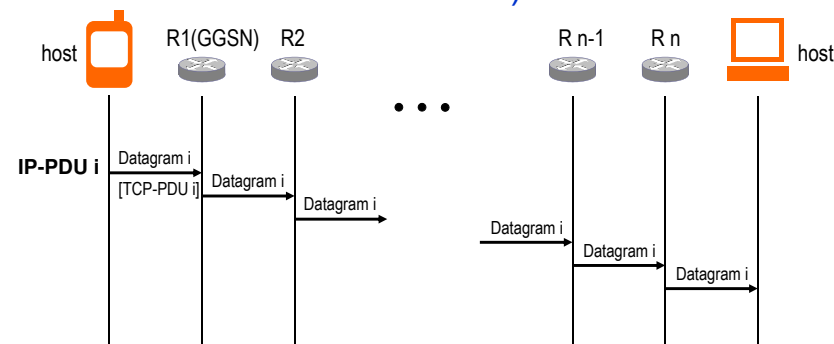 )
host
R1(GGSN)
R2
• • •
R n-1
R n
host
IP-PDU i
Datagram i
[TCP-PDU i]
Datagram i
Datagram i
Datagram i
Datagram i
Datagram i